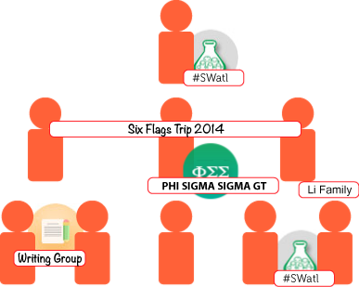 #SWatl
Six Flags Trip 2014
ΦΣΣ
PHI SIGMA SIGMA GT
Li Family
Writing Group
#SWatl